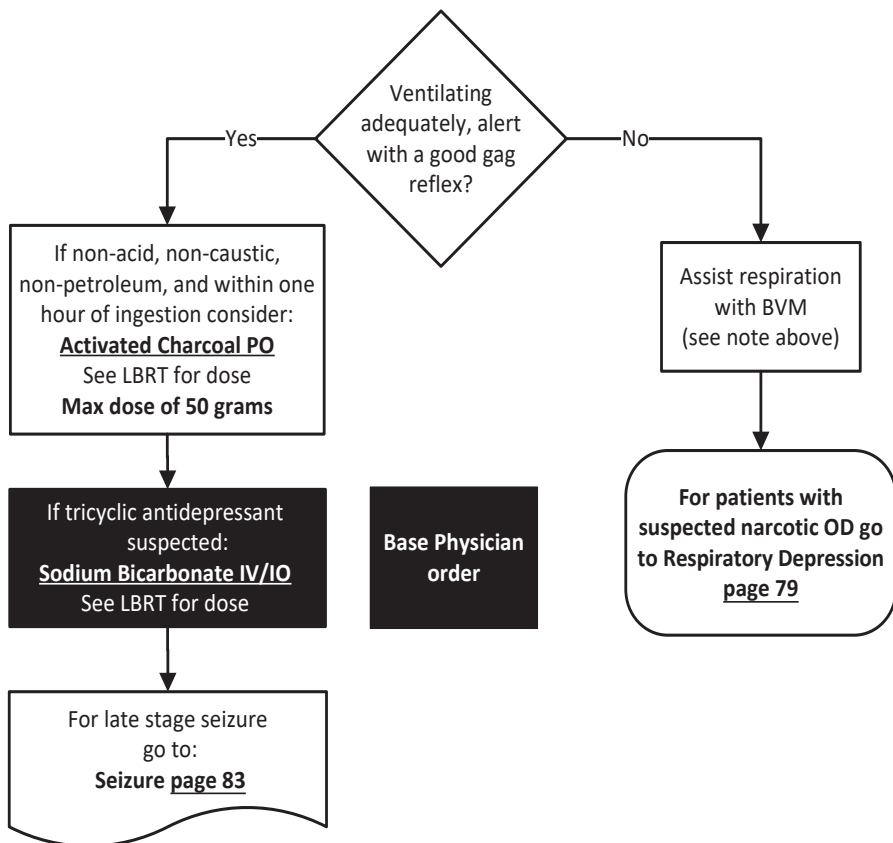 Ventilating
adequately, alert
with a good gag
reflex?
Yes
No
If non-acid, non-caustic,
non-petroleum, and within one
hour of ingestion consider:
Activated Charcoal PO
See LBRT for dose
Max dose of 50 grams
Assist respiration
with BVM
(see note above)
If tricyclic antidepressant
suspected:
Sodium Bicarbonate IV/IO
See LBRT for dose
Base Physician
order
For patients with
suspected narcotic OD go
to Respiratory Depression
page 79
For late stage seizure
go to:
Seizure page 83